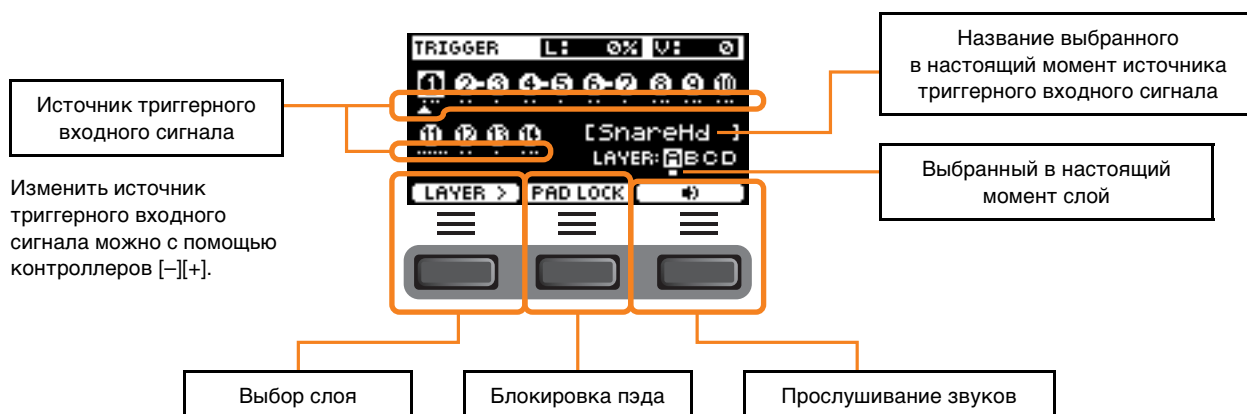 TRIGGER L: 0% V: 0
1 2-3 4-5 6-7 8 9 10
11 12 13 14 [SnareHd ]
LAYER: A B C D
LAYER > PAD LOCK
Источник триггерного
входного сигнала
Изменить источник
триггерного входного
сигнала можно с помощью
контроллеров [–][+].
Название выбранного
в настоящий момент источника
триггерного входного сигнала
Выбранный в настоящий
момент слой
Выбор слоя
Блокировка пэда
Прослушивание звуков